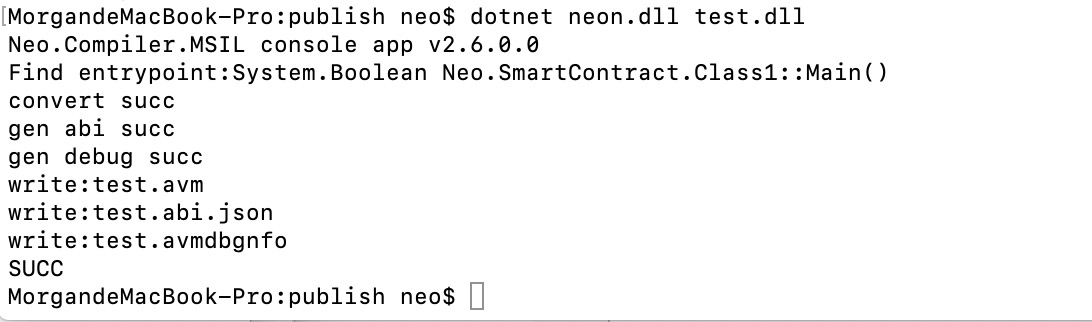 [MorgandeMacBook-Pro:publish neo$ dotnet neon.dll test.dll
Neo.Compiler.MSIL console app v2.6.0.0
Find entrypoint:System.Boolean Neo.SmartContract.Class1::Main()
convert succ
gen abi succ
gen debug succ
write:test.avm
write:test.abi.json
write:test.avmdbgnfo
SUCC
MorgandeMacBook-Pro:publish neo$